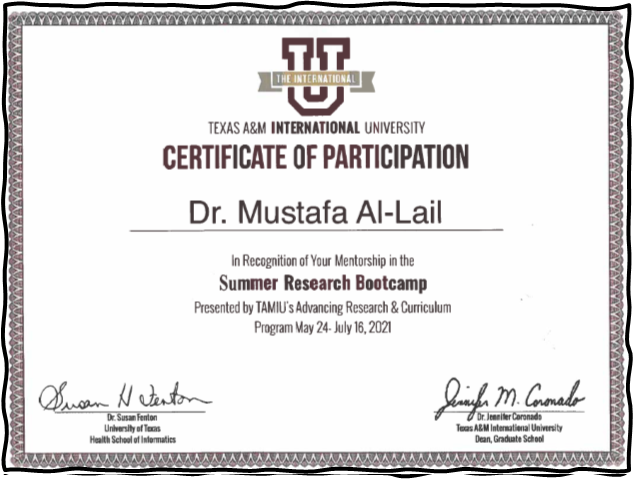 U
THE INTERNATIONAL
TEXAS A&M INTERNATIONAL UNIVERSITY
CERTIFICATE OF PARTICIPATION
Dr. Mustafa Al-Lail
In Recognition of Your Mentorship in the
Summer Research Bootcamp
Presented by TAMIU's Advancing Research & Curriculum
Program May 24- July 16, 2021
Susan H Fenton
Dr. Susan Fenton
University of Texas
Health School of Informatics
Jennifer M. Coronado
Dr. Jennifer Coronado
Texas A&M International University
Dean, Graduate School